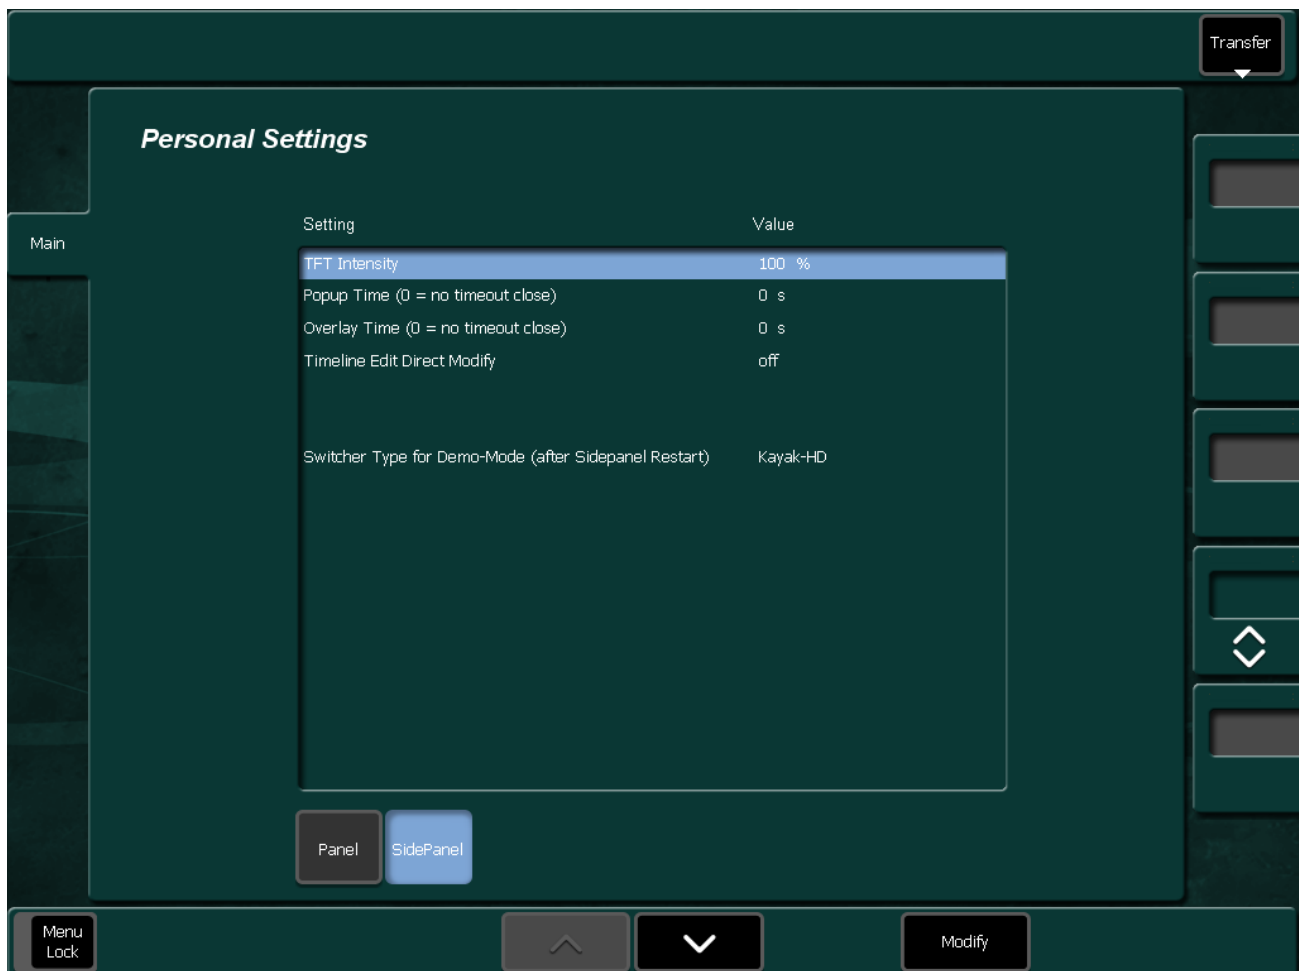 Transfer
Personal Settings
Main
Setting Value
TFT Intensity 100 %
Popup Time (0 = no timeout close) 0 s
Overlay Time (0 = no timeout close) 0 s
Timeline Edit Direct Modify off
Switcher Type for Demo-Mode (after Sidepanel Restart) Kayak-HD
Panel SidePanel
Menu
Lock
Modify